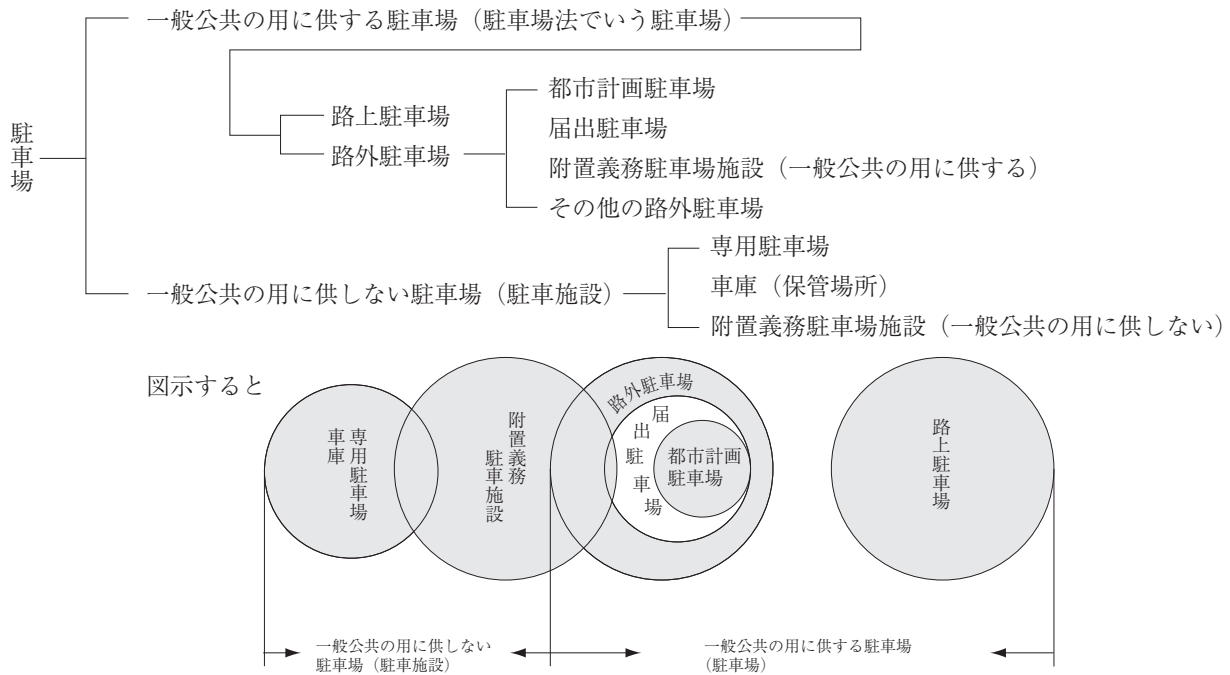 一般公共の用に供する駐車場（駐車場法でいう駐車場）
駐車場
路上駐車場
路外駐車場
都市計画駐車場
届出駐車場
附置義務駐車場施設（一般公共の用に供する）
その他の路外駐車場
一般公共の用に供しない駐車場（駐車施設）
専用駐車場
車庫（保管場所）
附置義務駐車場施設（一般公共の用に供しない）
図示すると
専用駐車場
車庫
附置義務
駐車施設
路外駐車場
届出駐車場
都市計画
駐車場
路上駐車場
一般公共の用に供しない
駐車場（駐車施設）
一般公共の用に供する駐車場
（駐車場）